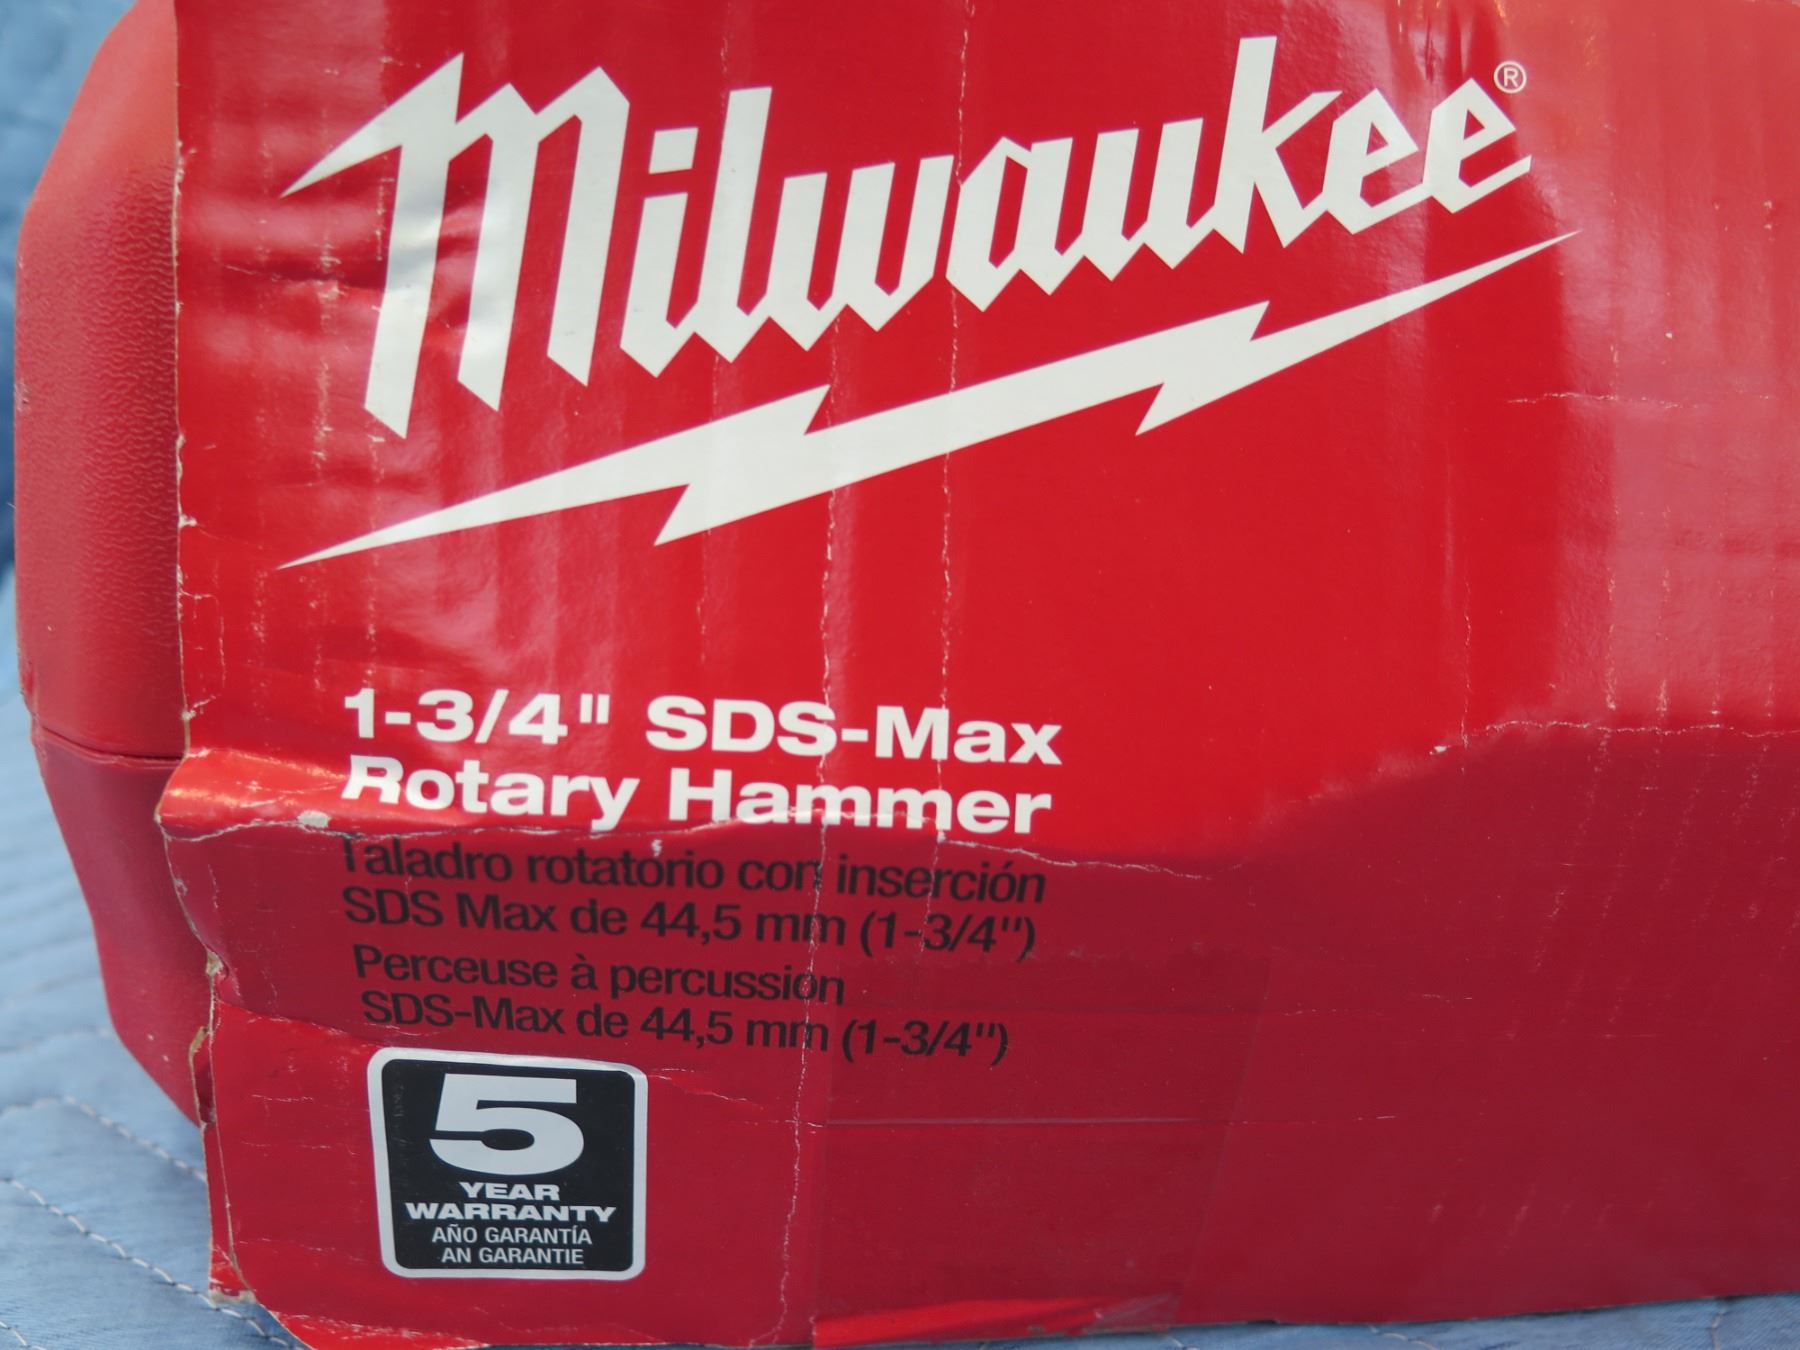 Milwaukee®
1-3/4" SDS-Max
Rotary Hammer
Taladro rotatorio con inserción
SDS Max de 44,5 mm (1-3/4")
Perceuse à percussion
SDS-Max de 44,5 mm (1-3/4")
5
YEAR
WARRANTY
AÑO GARANTÍA
AN GARANTIE